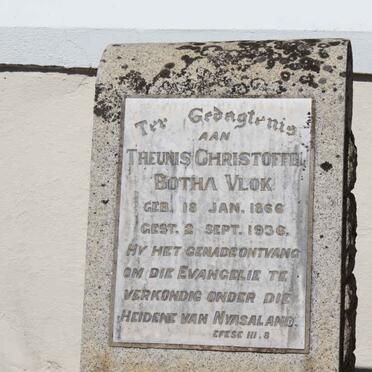 Ter Gedagtenis
AAN
THEUNIS CHRISTOFFEL
BOTHA VLOK
GEB. 18 JAN. 1866
GEST. 2 SEPT. 1936.
HY HET GENADE ONTVANG
OM DIE EVANGELIE TE
VERKONDIG ONDER DIE
HEIDENE VAN NYASALAND.
EFESE III. 8